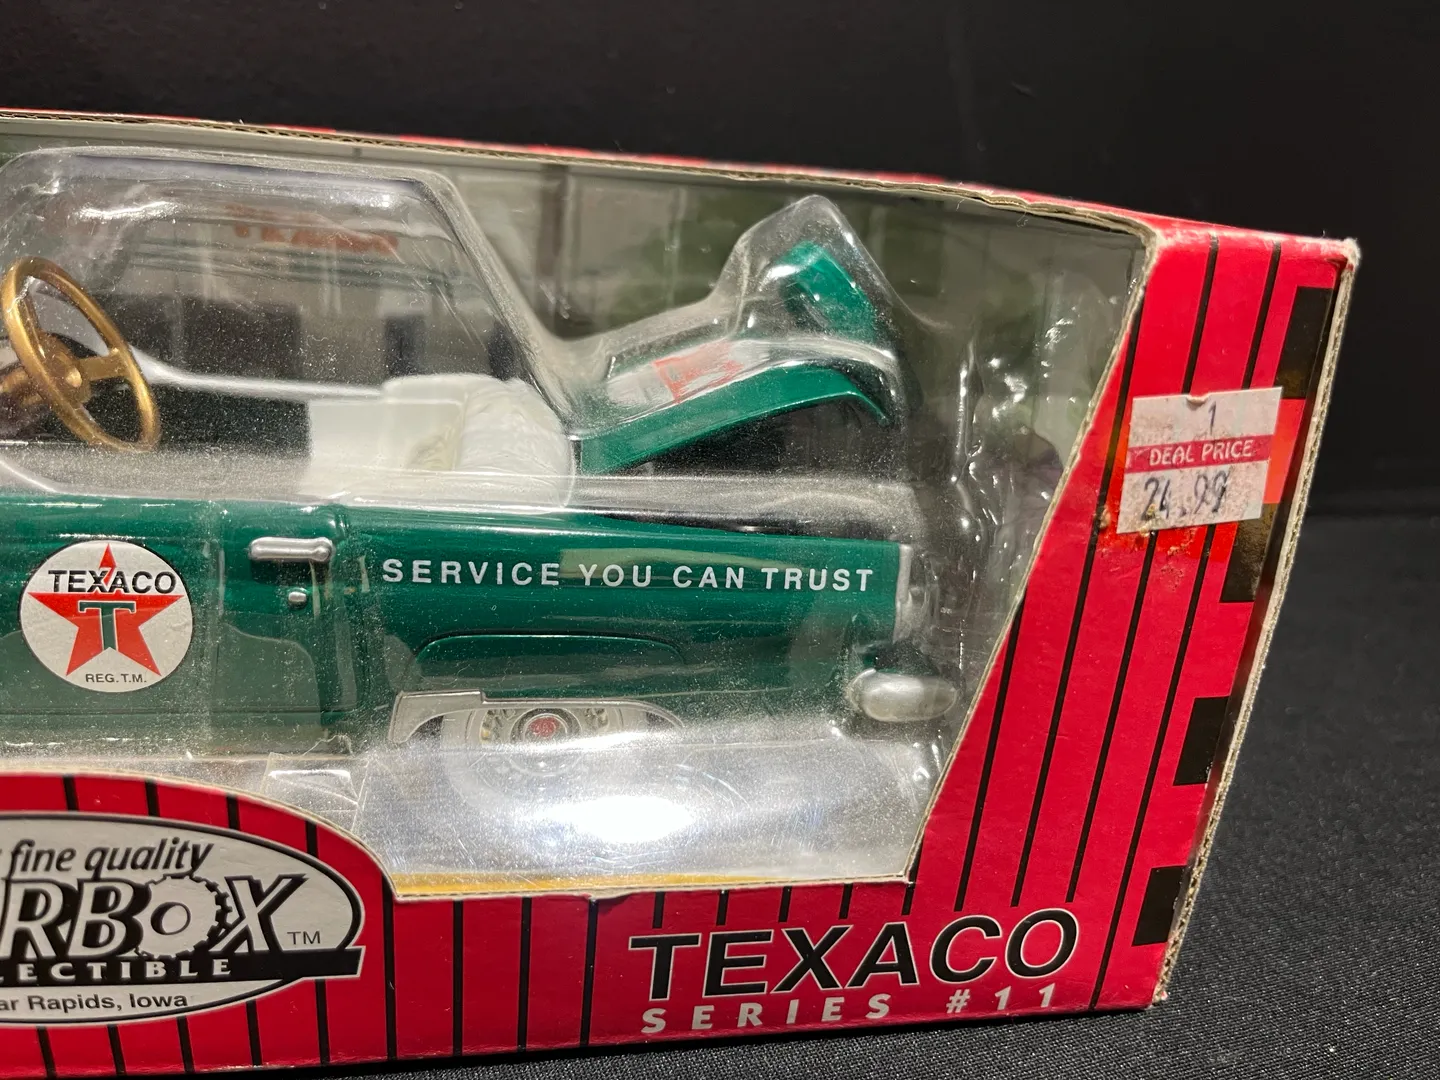 1
DEAL PRICE
24.99
SERVICE YOU CAN TRUST
TEXACO
T
REG. T.M.
fine quality
RBOX™
LECTIBLE
ar Rapids, Iowa
TEXACO
SERIES #11